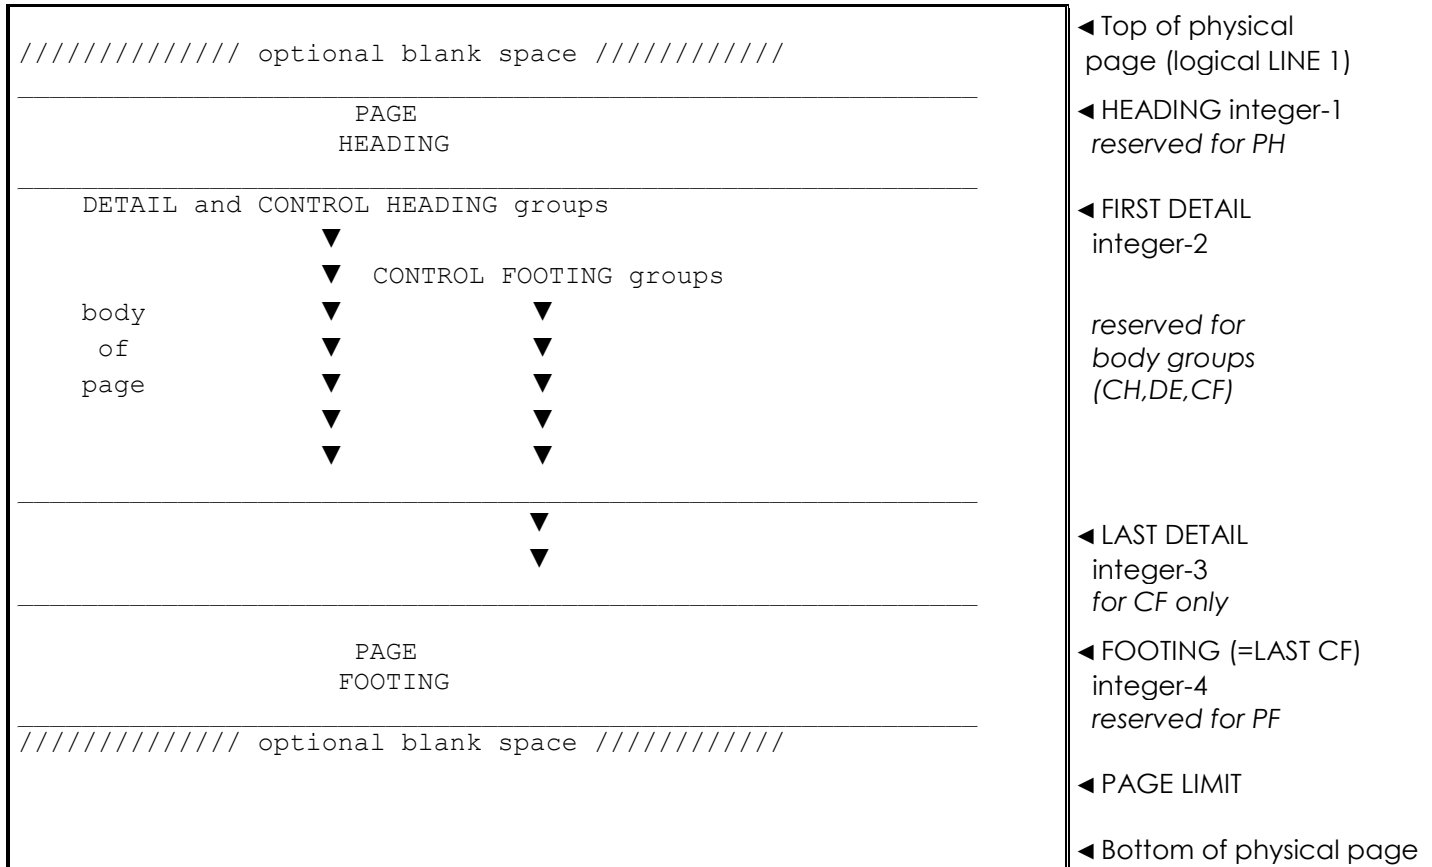 ◄ Top of physical
page (logical LINE 1)
////////////// optional blank space ////////////
PAGE
HEADING
◄ HEADING integer-1
reserved for PH
DETAIL and CONTROL HEADING groups
◄ FIRST DETAIL
integer-2
▼
▼ CONTROL FOOTING groups
body ▼ ▼
of ▼ ▼
page ▼ ▼
▼ ▼
▼ ▼
reserved for
body groups
(CH,DE,CF)
▼
▼
◄ LAST DETAIL
integer-3
for CF only
PAGE
FOOTING
◄ FOOTING (=LAST CF)
integer-4
reserved for PF
////////////// optional blank space ////////////
◄ PAGE LIMIT
◄ Bottom of physical page